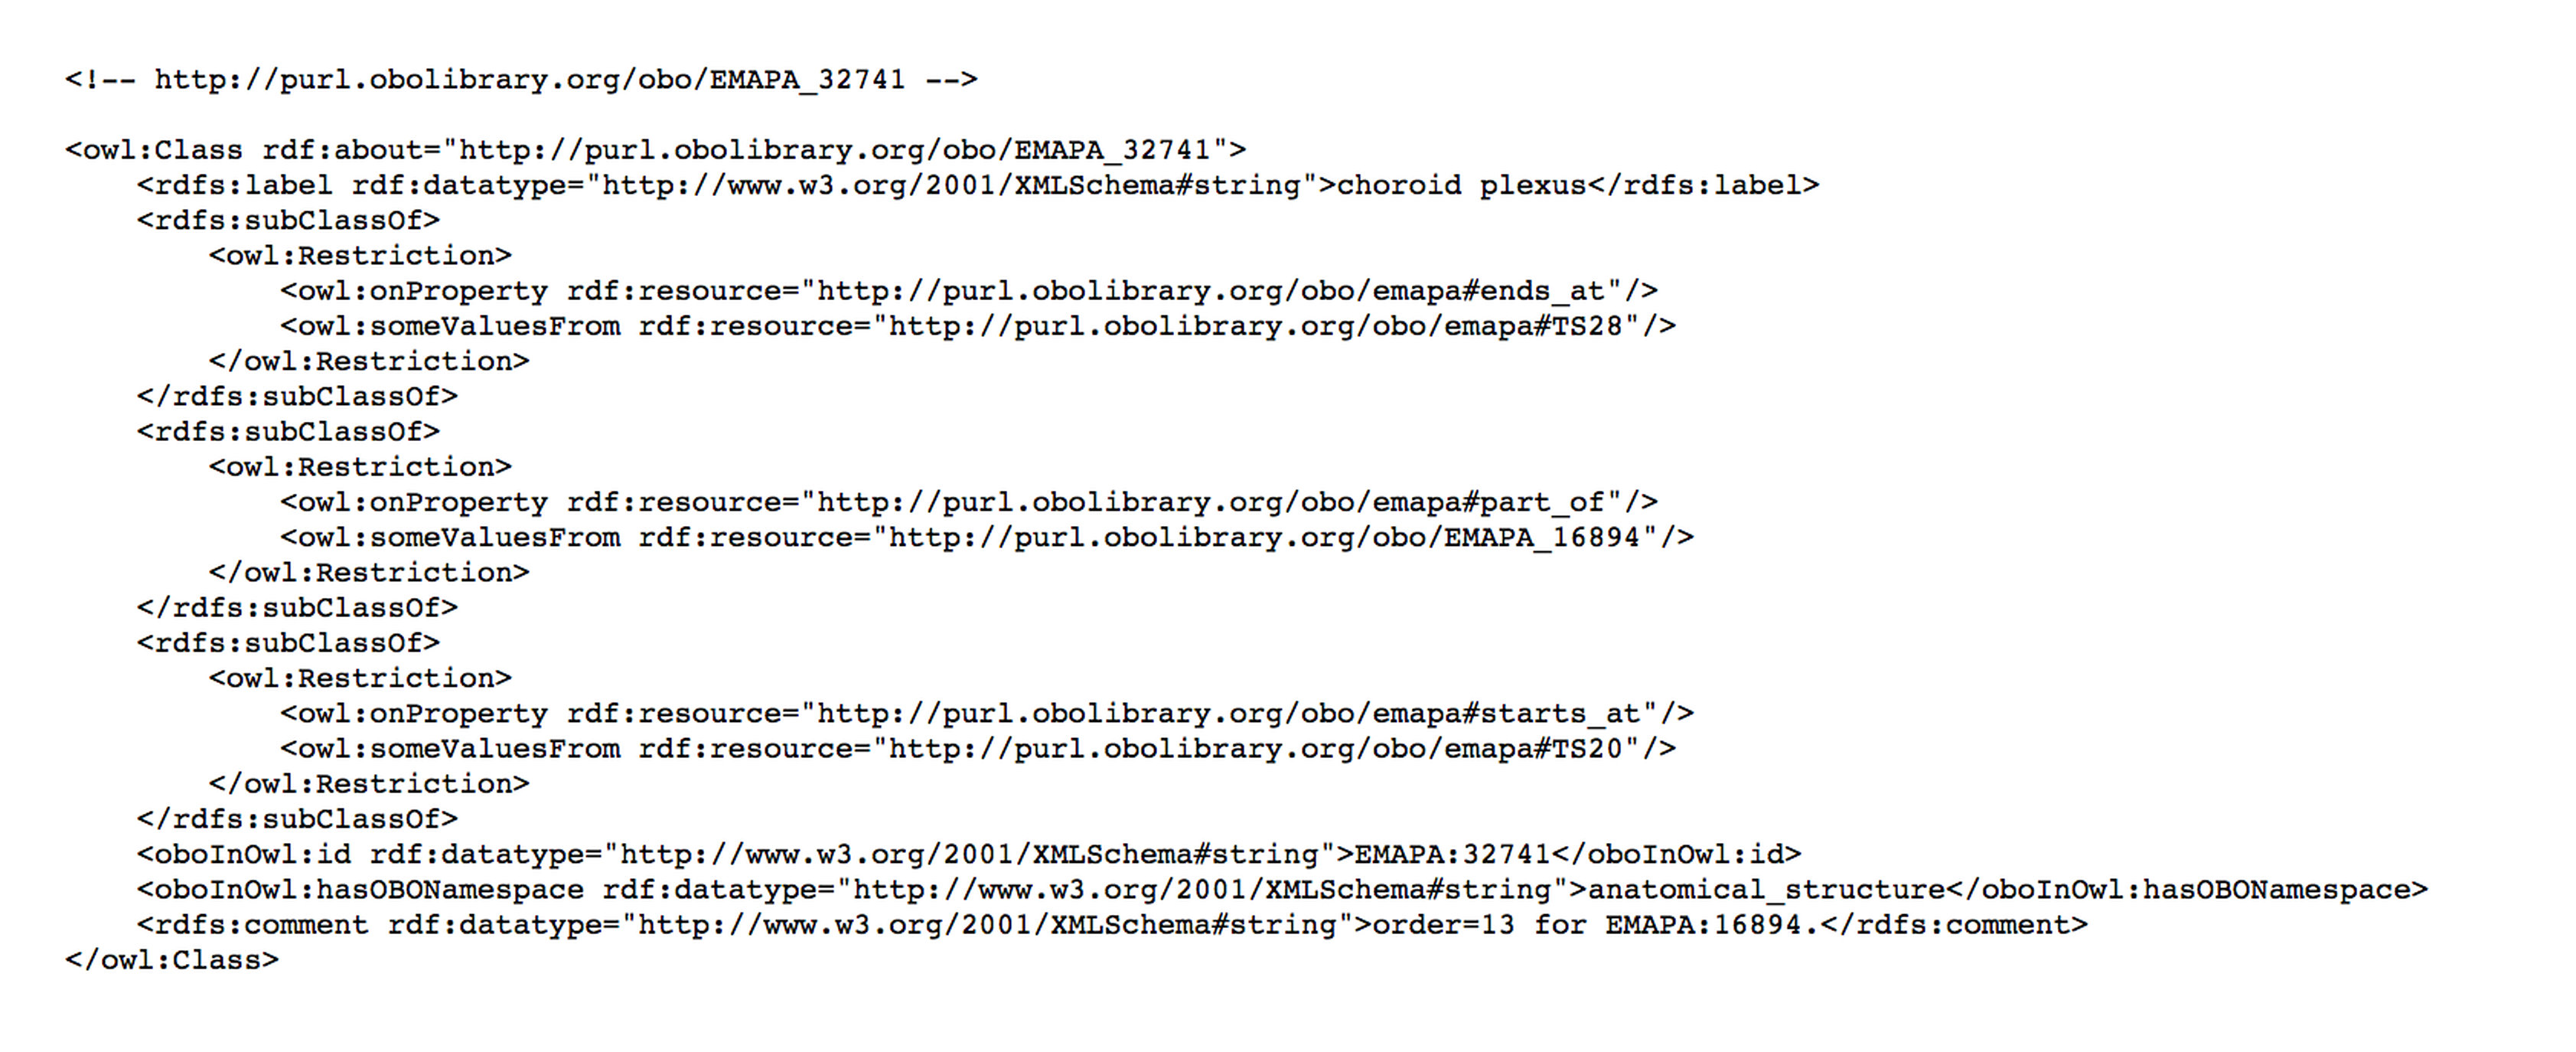 <!-- http://purl.obolibrary.org/obo/EMAPA_32741 -->
<owl:Class rdf:about="http://purl.obolibrary.org/obo/EMAPA_32741">
<rdfs:label rdf:datatype="http://www.w3.org/2001/XMLSchema#string">choroid plexus</rdfs:label>
<rdfs:subClassOf>
<owl:Restriction>
<owl:onProperty rdf:resource="http://purl.obolibrary.org/obo/emapa#ends_at"/>
<owl:someValuesFrom rdf:resource="http://purl.obolibrary.org/obo/emapa#TS28"/>
</owl:Restriction>
</rdfs:subClassOf>
<rdfs:subClassOf>
<owl:Restriction>
<owl:onProperty rdf:resource="http://purl.obolibrary.org/obo/emapa#part_of"/>
<owl:someValuesFrom rdf:resource="http://purl.obolibrary.org/obo/EMAPA_16894"/>
</owl:Restriction>
</rdfs:subClassOf>
<rdfs:subClassOf>
<owl:Restriction>
<owl:onProperty rdf:resource="http://purl.obolibrary.org/obo/emapa#starts_at"/>
<owl:someValuesFrom rdf:resource="http://purl.obolibrary.org/obo/emapa#TS20"/>
</owl:Restriction>
</rdfs:subClassOf>
<oboInOwl:id rdf:datatype="http://www.w3.org/2001/XMLSchema#string">EMAPA:32741</oboInOwl:id>
<oboInOwl:hasOBONamespace rdf:datatype="http://www.w3.org/2001/XMLSchema#string">anatomical_structure</oboInOwl:hasOBONamespace>
<rdfs:comment rdf:datatype="http://www.w3.org/2001/XMLSchema#string">order=13 for EMAPA:16894.</rdfs:comment>
</owl:Class>